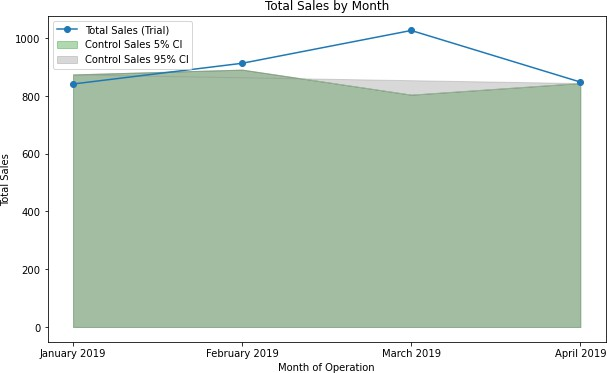 Total Sales by Month
Total Sales (Trial)
Control Sales 5% CI
Control Sales 95% CI
1000
800
600
400
200
0
Total Sales
January 2019
February 2019
March 2019
April 2019
Month of Operation